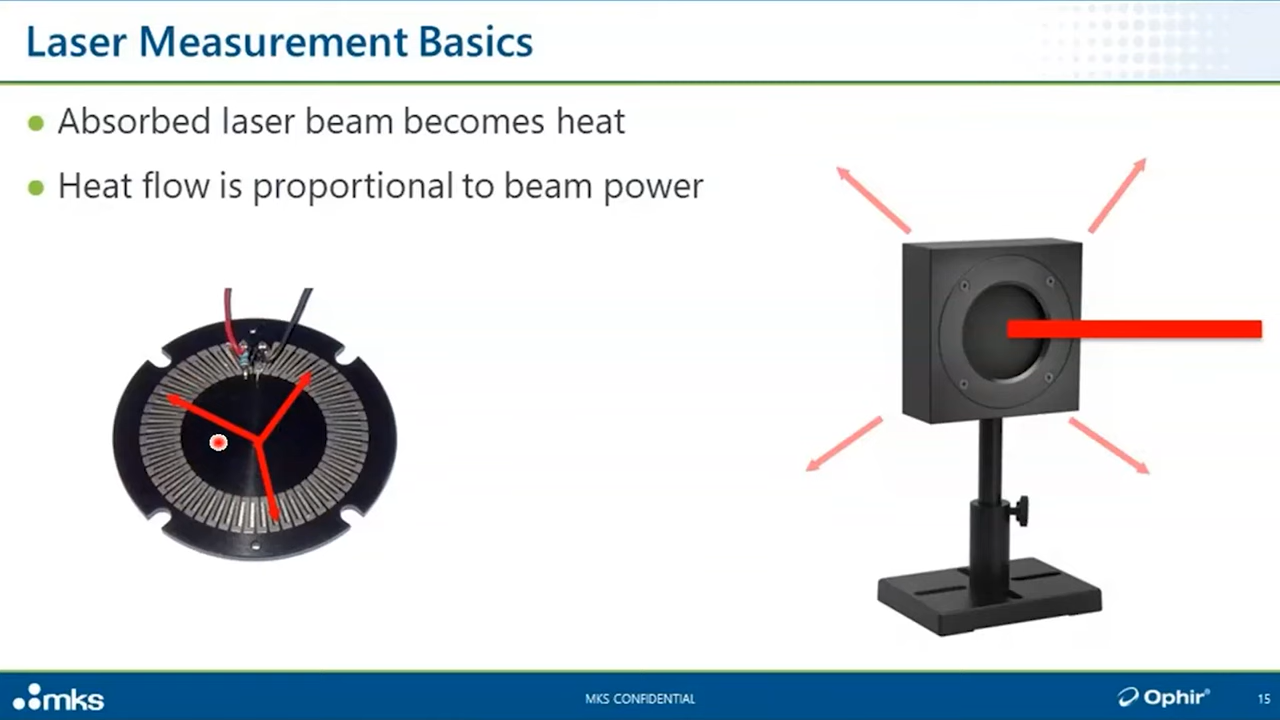 Laser Measurement Basics
Absorbed laser beam becomes heat
Heat flow is proportional to beam power
mks
MKS CONFIDENTIAL
Ophir®
15